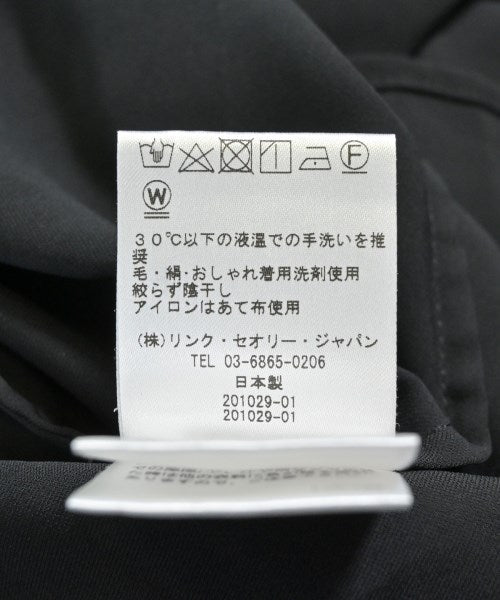 F
W
30℃以下の液温での手洗いを推
奨
毛・絹・おしゃれ着用洗剤使用
絞らず陰干し
アイロンはあて布使用
(株)リンク・セオリー・ジャパン
TEL 03-6865-0206
日本製
201029-01
201029-01